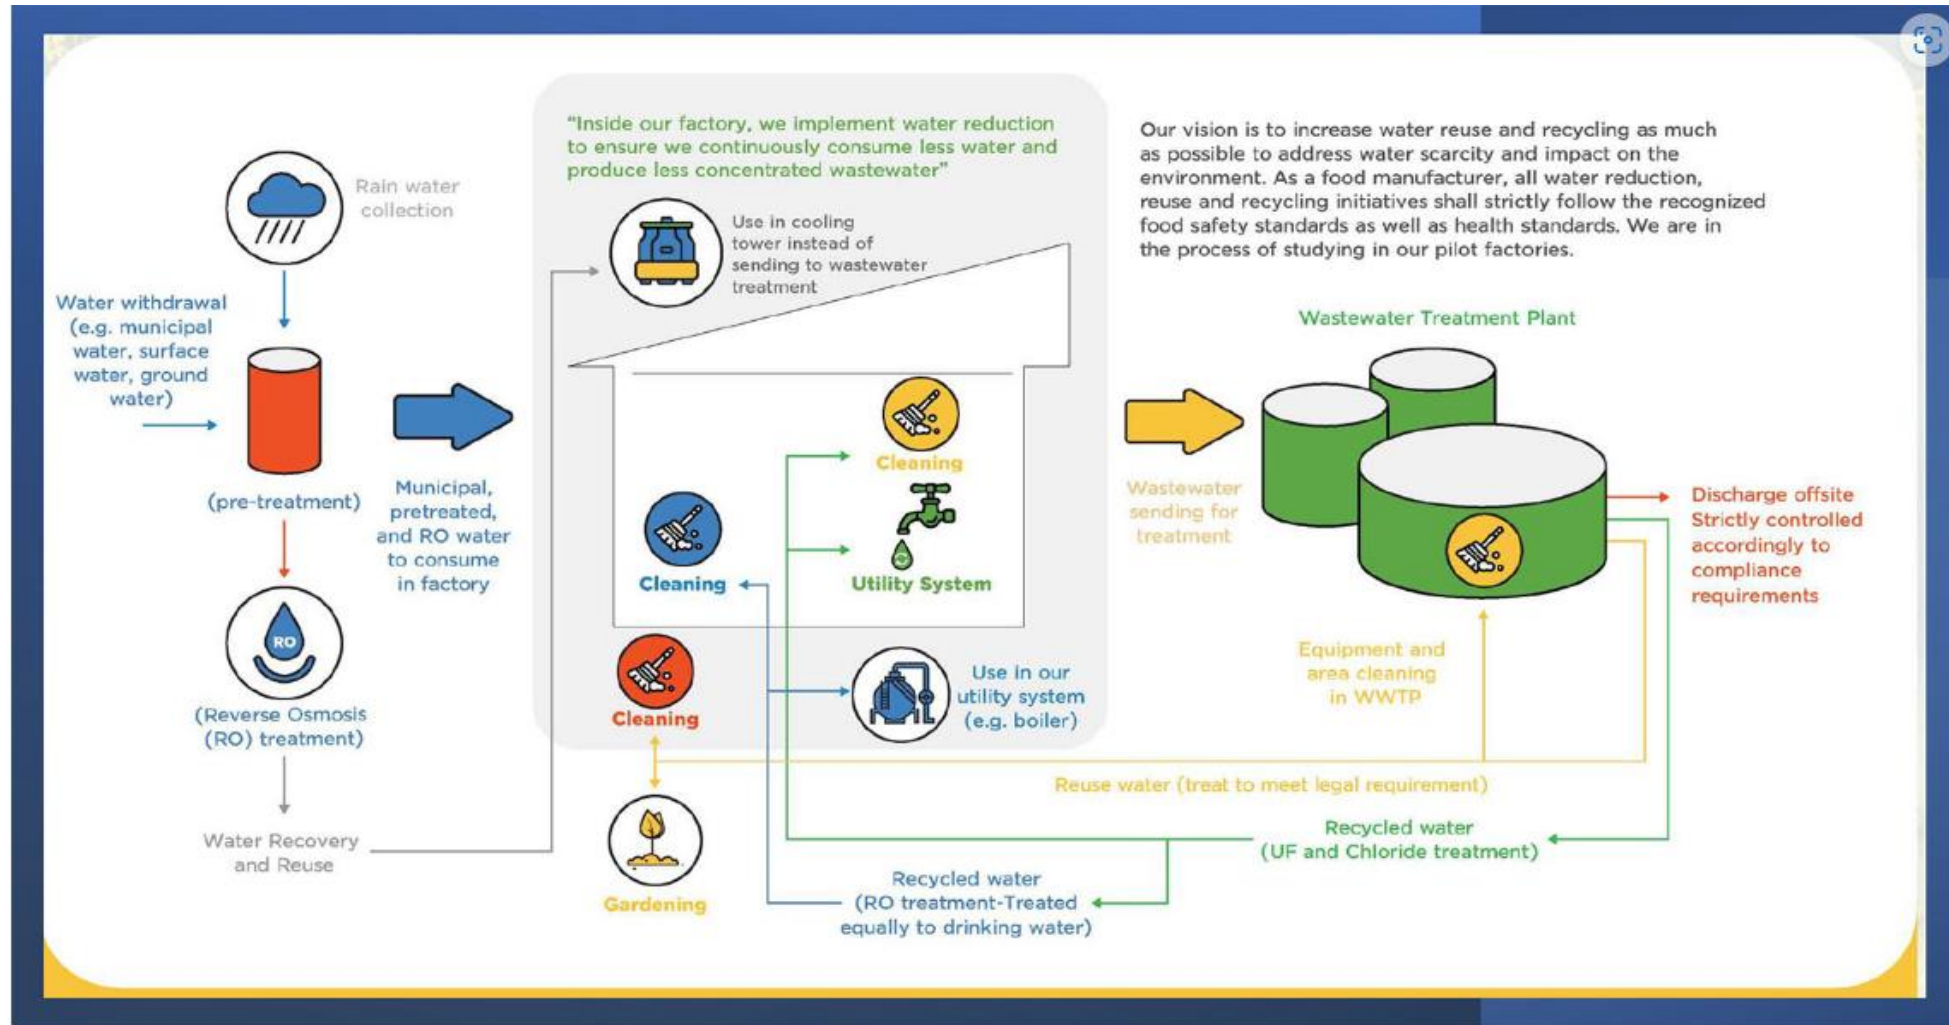 "Inside our factory, we implement water reduction
to ensure we continuously consume less water and
produce less concentrated wastewater"
Our vision is to increase water reuse and recycling as much
as possible to address water scarcity and impact on the
environment. As a food manufacturer, all water reduction,
reuse and recycling initiatives shall strictly follow the recognized
food safety standards as well as health standards. We are in
the process of studying in our pilot factories.
Rain water
collection
Use in cooling
tower instead of
sending to wastewater
treatment
Water withdrawal
(e.g. municipal
water, surface
water, ground
water)
Wastewater Treatment Plant
(pre-treatment)
Municipal,
pretreated,
and RO water
to consume
in factory
Cleaning
Cleaning
Utility System
Wastewater
sending for
treatment
Discharge offsite
Strictly controlled
accordingly to
compliance
requirements
RO
(Reverse Osmosis
(RO) treatment)
Cleaning
Use in our
utility system
(e.g. boiler)
Equipment and
area cleaning
in WWTP
Reuse water (treat to meet legal requirement)
Water Recovery
and Reuse
Gardening
Recycled water
(UF and Chloride treatment)
Recycled water
(RO treatment-Treated
equally to drinking water)